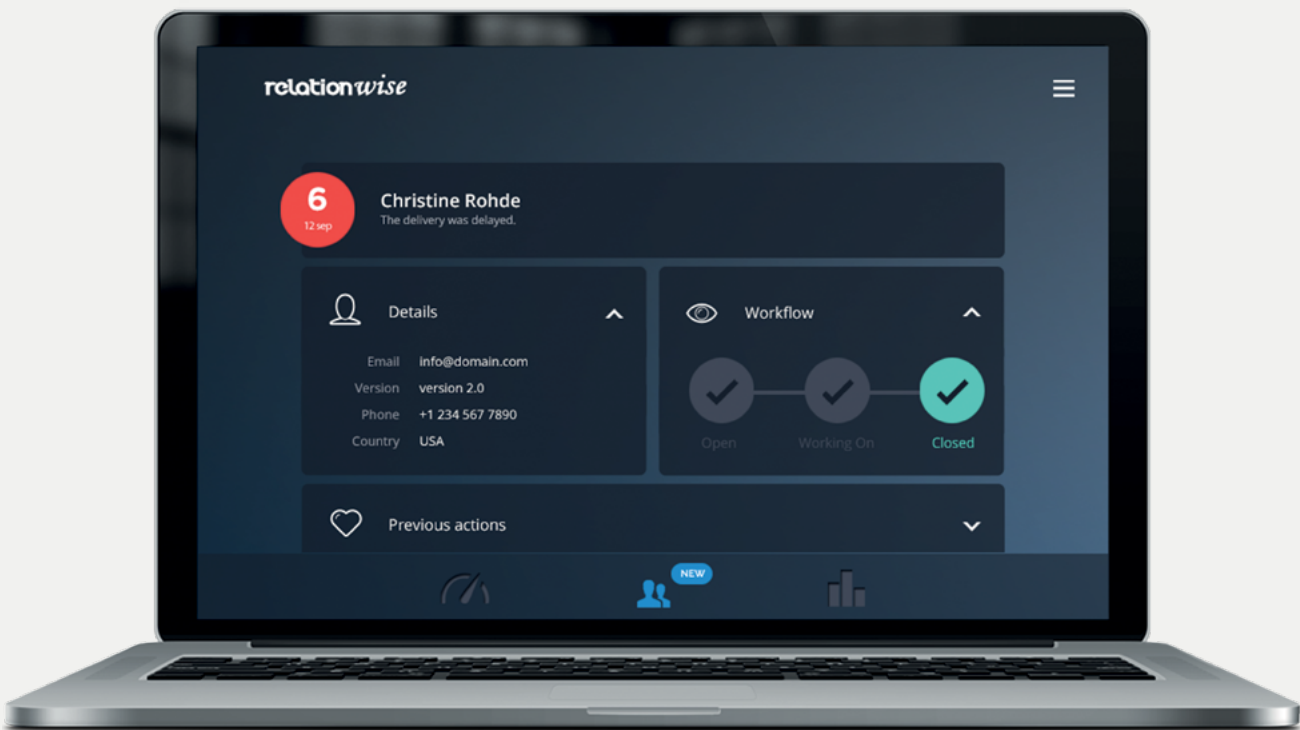 relationwise
6
12 sep
Christine Rohde
The delivery was delayed.
Details
Email info@domain.com
Version version 2.0
Phone +1 234 567 7890
Country USA
Workflow
Open Working On Closed
Previous actions
NEW